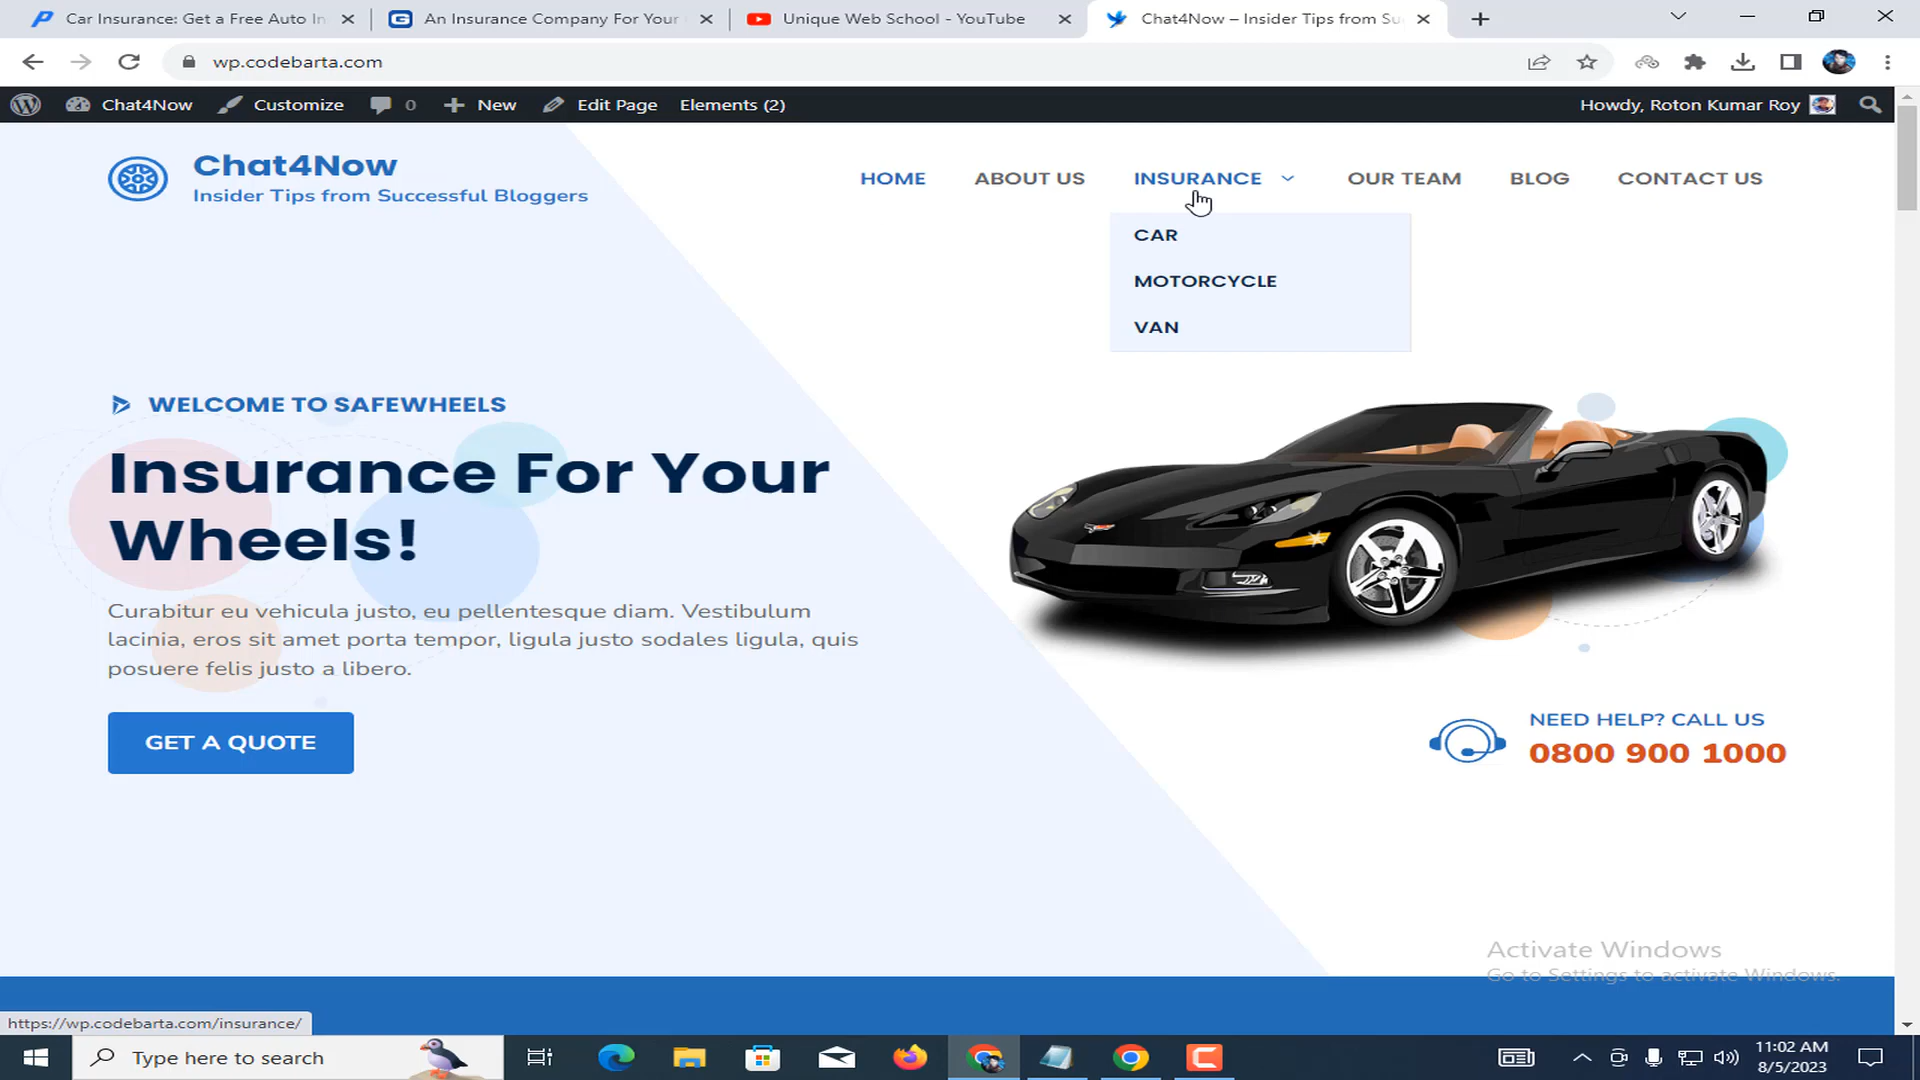 Car Insurance: Get a Free Auto In
An Insurance Company For Your
Unique Web School - YouTube
Chat4Now – Insider Tips from Su
wp.codebarta.com
Chat4Now
Customize
0
New
Edit Page
Elements (2)
Howdy, Roton Kumar Roy
Chat4Now
Insider Tips from Successful Bloggers
HOME
ABOUT US
INSURANCE
OUR TEAM
BLOG
CONTACT US
CAR
MOTORCYCLE
VAN
WELCOME TO SAFEWHEELS
Insurance For Your
Wheels!
Curabitur eu vehicula justo, eu pellentesque diam. Vestibulum
lacinia, eros sit amet porta tempor, ligula justo sodales ligula, quis
posuere felis justo a libero.
GET A QUOTE
NEED HELP? CALL US
0800 900 1000
Activate Windows
Go to Settings to activate Windows.
https://wp.codebarta.com/insurance/
Type here to search
11:02 AM
8/5/2023